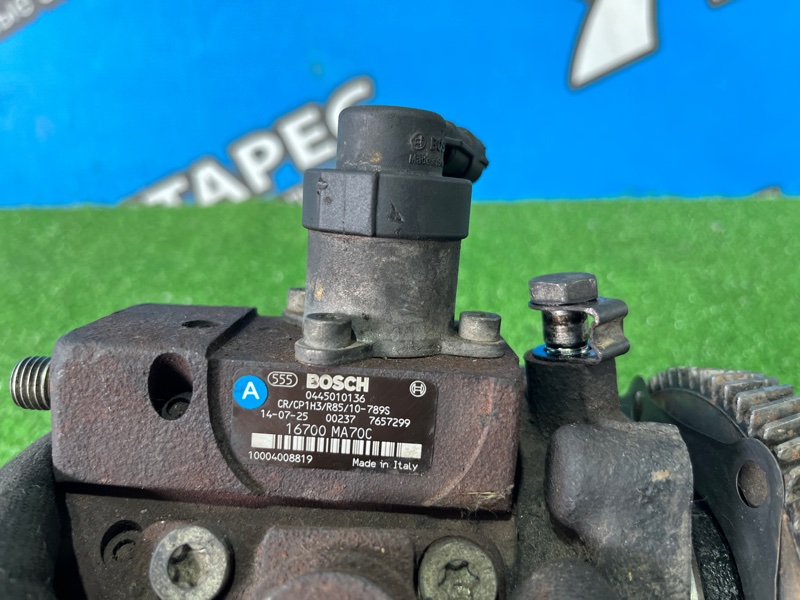 ТАРЕС
BOSCH
A 555 BOSCH
0445010136
CR/CP1H3/R85/10-789S
14-07-25 00237 7657299
16700 MA70C
10004008819 Made in Italy